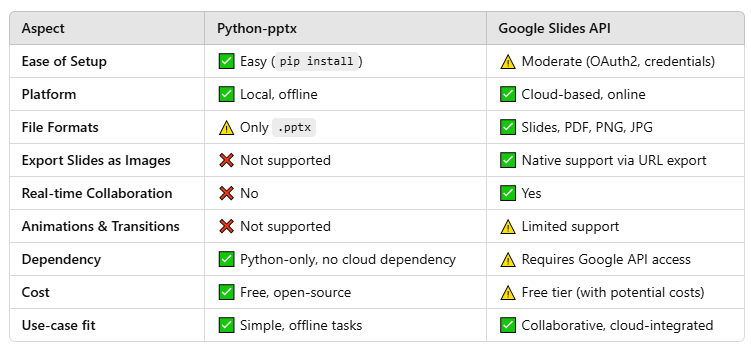 Aspect Python-pptx Google Slides API
Ease of Setup ✅ Easy (pip install) ⚠️ Moderate (OAuth2, credentials)
Platform ✅ Local, offline ✅ Cloud-based, online
File Formats ⚠️ Only .pptx ✅ Slides, PDF, PNG, JPG
Export Slides as Images ❌ Not supported ✅ Native support via URL export
Real-time Collaboration ❌ No ✅ Yes
Animations & Transitions ❌ Not supported ⚠️ Limited support
Dependency ✅ Python-only, no cloud dependency ⚠️ Requires Google API access
Cost ✅ Free, open-source ⚠️ Free tier (with potential costs)
Use-case fit ✅ Simple, offline tasks ✅ Collaborative, cloud-integrated